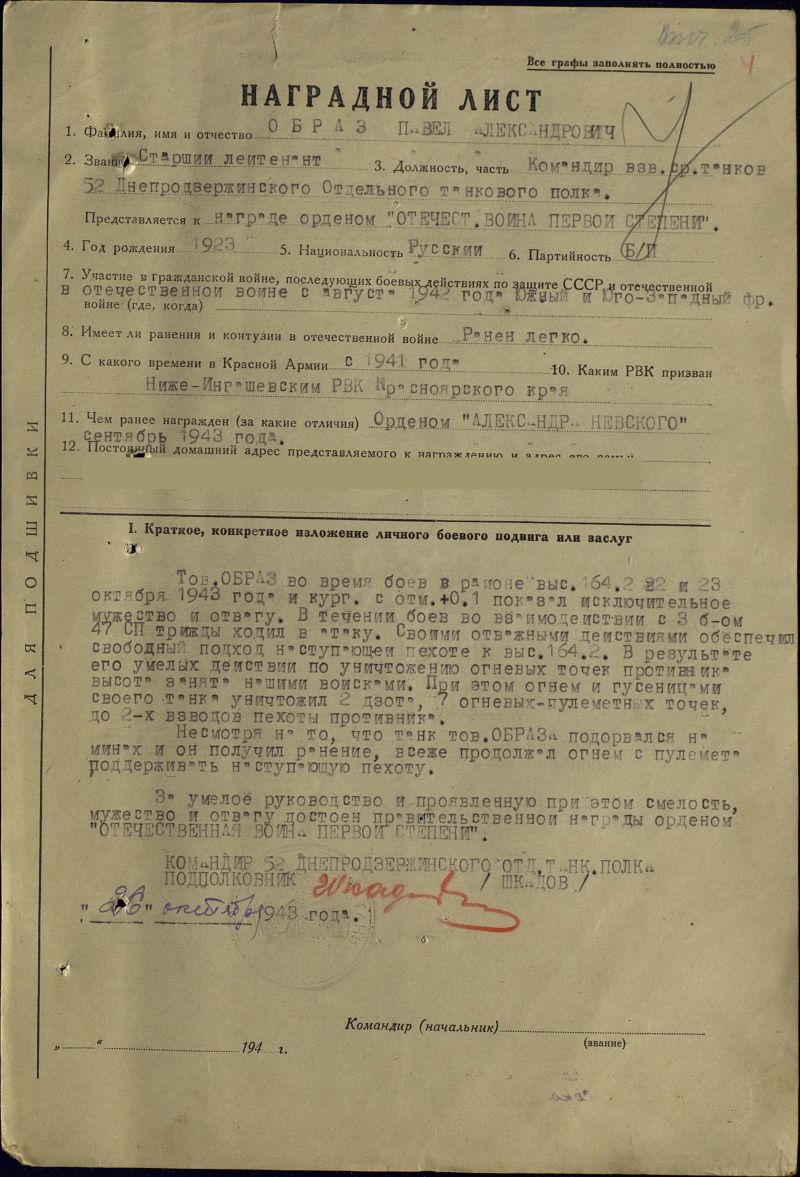 Все графы заполнять полностью
4
НАГРАДНОЙ ЛИСТ
1. Фамилия, имя и отчество ОБРАЗ ПАВЕЛ АЛЕКСАНДРОВИЧ
2. Звание Старший лейтенант 3. Должность, часть Командир взв.ср.танков
52 Днепродзержинского Отдельного танкового полка.
Представляется к награде орденом "ОТЕЧЕСТ.ВОЙНА ПЕРВОЙ СТЕПЕНИ".
4. Год рождения 1923 5. Национальность Русский 6. Партийность Б/П
7. Участие в Гражданской войне, последующих боевых действиях по защите СССР и отечественной
в отечественной войне с августа 1942 года Южный и Юго-Западный фр.
войне (где, когда)
8. Имеет ли ранения и контузии в отечественной войне Ранен легко.
9. С какого времени в Красной Армии с 1941 года 10. Каким РВК призван
Ниже-Ингашевским РВК Красноярского края
11. Чем ранее награжден (за какие отличия) Орденом "АЛЕКСАНДРА НЕВСКОГО"
сентябрь 1943 года.
12. Постоянный домашний адрес представляемого к награждению и адрес его семьи
I. Краткое, конкретное изложение личного боевого подвига или заслуг
Тов.ОБРАЗ во время боев в районе выс.164.2 22 и 23
октября 1943 года и кург. с отм.+0.1 показал исключительное
мужество и отвагу. В течении боев во взаимодействии с 3 б-ом
47 СП трижды ходил в атаку. Своими отважными действиями обеспечил
свободный подход наступающей пехоте к выс.164.2. В результате
его умелых действий по уничтожению огневых точек противника
высота занята нашими войсками. При этом огнем и гусеницами
своего танка уничтожил 2 дзота, 7 огневых-пулеметных точек,
до 2-х взводов пехоты противника.
Несмотря на то, что танк тов.ОБРАЗА подорвался на
минах и он получил ранение, всеже продолжал огнем с пулемета
поддерживать наступающую пехоту.
За умелое руководство и проявленную при этом смелость,
мужество и отвагу достоен правительственной награды орденом
"ОТЕЧЕСТВЕННАЯ ВОЙНА ПЕРВОЙ СТЕПЕНИ".
КОМАНДИР 52 ДНЕПРОДЗЕРЖИНСКОГО ОТД.ТАНК.ПОЛКА
ПОДПОЛКОВНИК /ШКАДОВ/
"26" октября 1943 года.
Командир (начальник)
(звание)
„ “ 194 г.
ДЛЯ ПОДШИВКИ